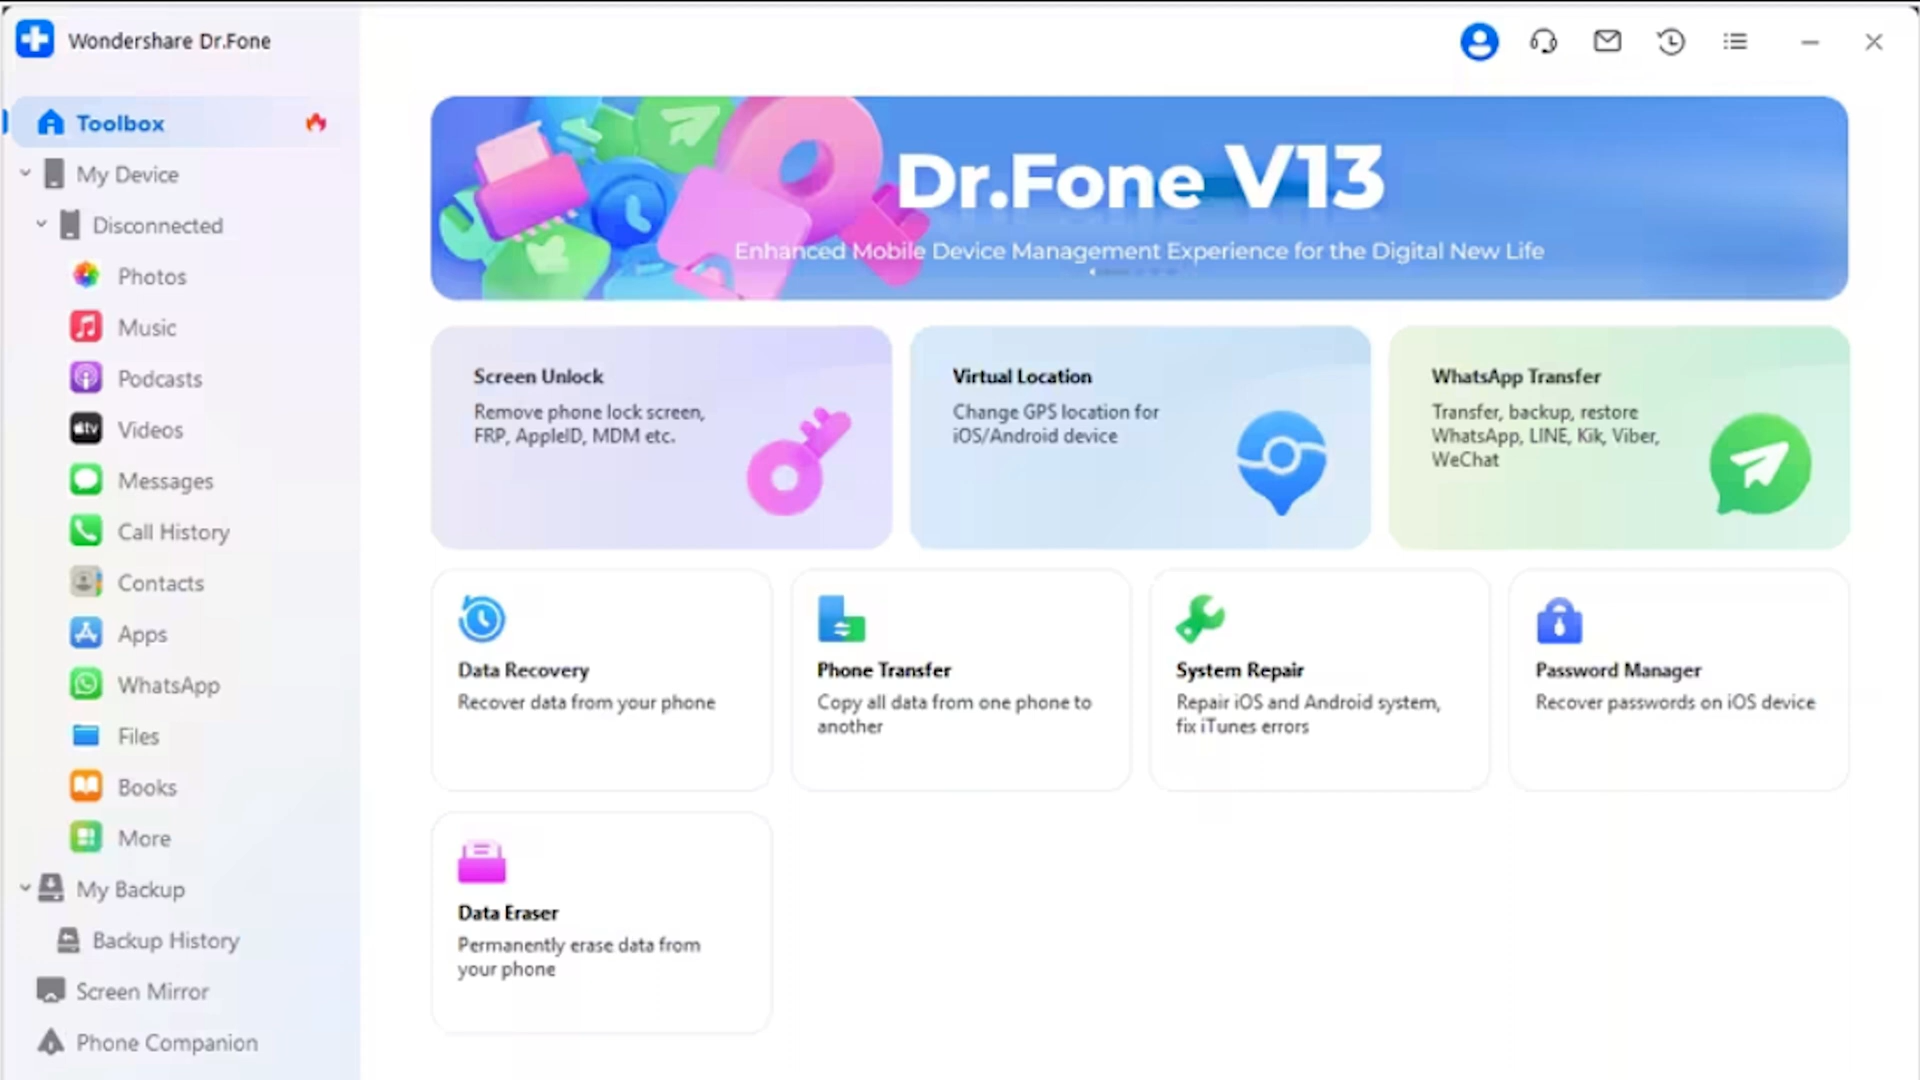 Wondershare Dr.Fone
Toolbox
My Device
Disconnected
Photos
Music
Podcasts
tv
Videos
Messages
Call History
Contacts
Apps
WhatsApp
Files
Books
More
My Backup
Backup History
Screen Mirror
Phone Companion
Dr.Fone V13
Enhanced Mobile Device Management Experience for the Digital New Life
Screen Unlock
Remove phone lock screen,
FRP, AppleID, MDM etc.
Virtual Location
Change GPS location for
iOS/Android device
WhatsApp Transfer
Transfer, backup, restore
WhatsApp, LINE, Kik, Viber,
WeChat
Data Recovery
Recover data from your phone
Phone Transfer
Copy all data from one phone to
another
System Repair
Repair iOS and Android system,
fix iTunes errors
Password Manager
Recover passwords on iOS device
Data Eraser
Permanently erase data from
your phone